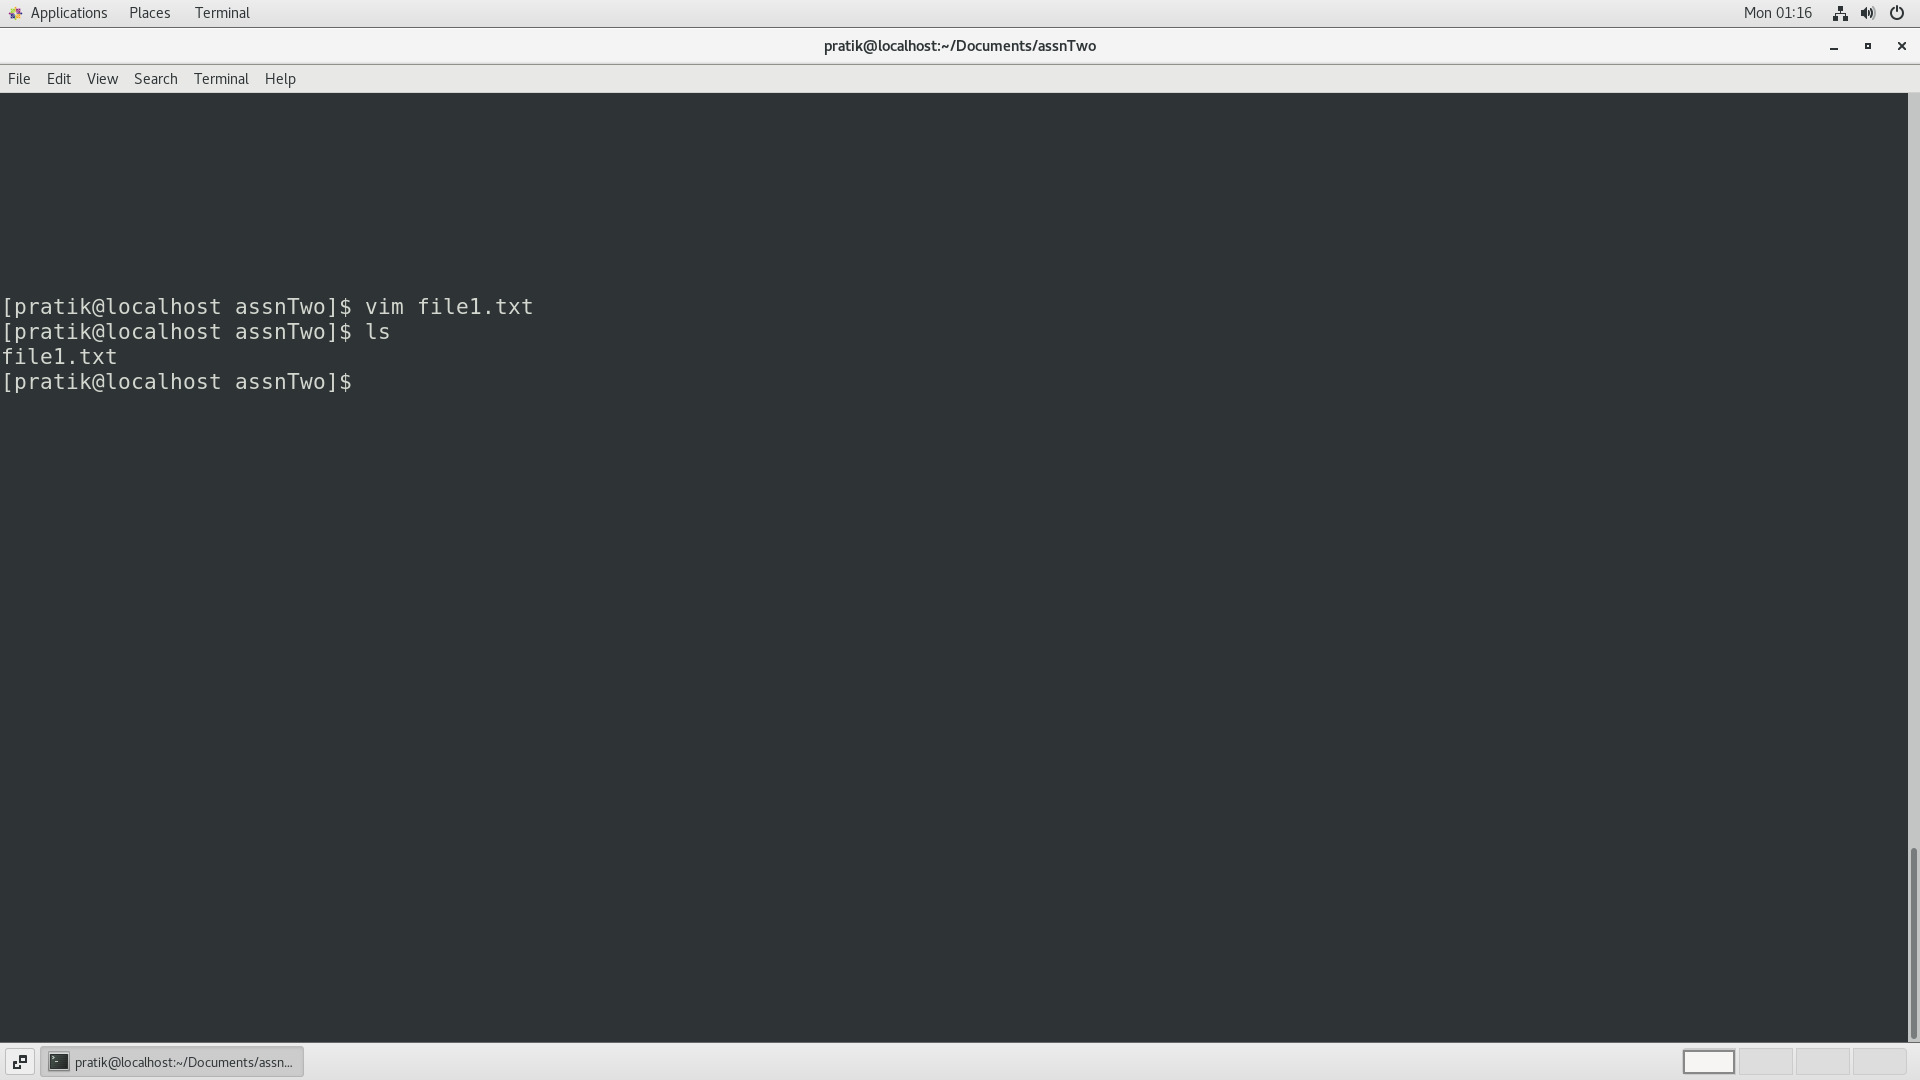 Applications Places Terminal Mon 01:16
pratik@localhost:~/Documents/assnTwo
File Edit View Search Terminal Help
[pratik@localhost assnTwo]$ vim file1.txt
[pratik@localhost assnTwo]$ ls
file1.txt
[pratik@localhost assnTwo]$
pratik@localhost:~/Documents/assn...